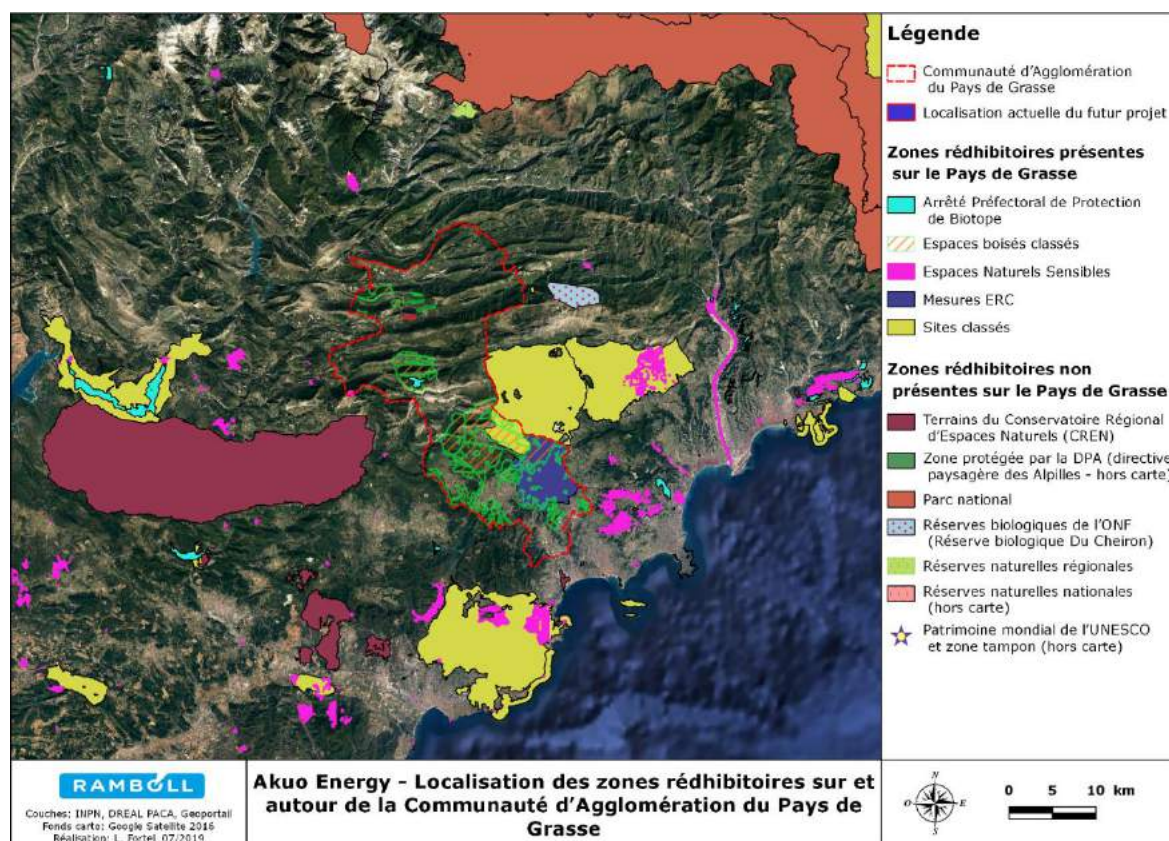 Légende
Communauté d'Agglomération
du Pays de Grasse
Localisation actuelle du futur projet
Zones rédhibitoires présentes
sur le Pays de Grasse
Arrêté Préfectoral de Protection
de Biotope
Espaces boisés classés
Espaces Naturels Sensibles
Mesures ERC
Sites classés
Zones rédhibitoires non
présentes sur le Pays de Grasse
Terrains du Conservatoire Régional
d'Espaces Naturels (CREN)
Zone protégée par la DPA (directive
paysagère des Alpilles - hors carte)
Parc national
Réserves biologiques de l'ONF
(Réserve biologique Du Cheiron)
Réserves naturelles régionales
Réserves naturelles nationales
(hors carte)
Patrimoine mondial de l'UNESCO
et zone tampon (hors carte)
RAMBOLL
Couches: INPN, DREAL PACA, Geoportail
Fonds carto: Google Satellite 2016
Réalisation: L. Fortel 07/2019
Akuo Energy - Localisation des zones rédhibitoires sur et
autour de la Communauté d'Agglomération du Pays de
Grasse
N
O E
S
0 5 10 km